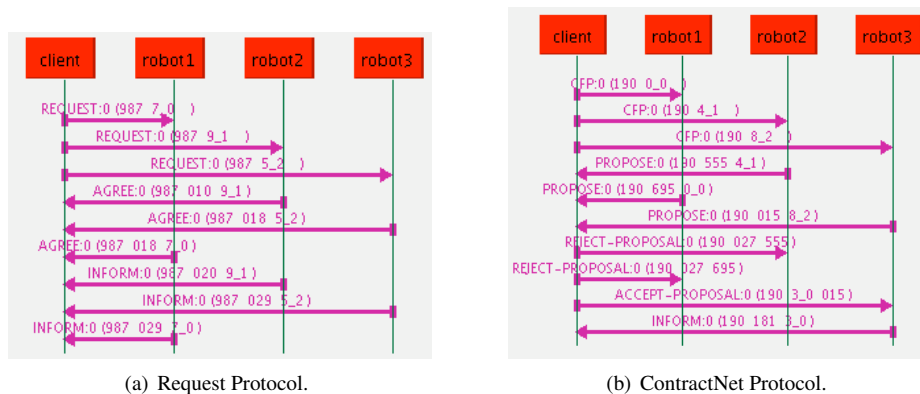 client robot1 robot2 robot3
REQUEST:0 (987 7_0 )
REQUEST:0 (987 9_1 )
REQUEST:0 (987 5_2 )
AGREE:0 (987 010 9_1)
AGREE:0 (987 018 5_2)
AGREE:0 (987 018 7_0)
INFORM:0 (987 020 9_1)
INFORM:0 (987 029 5_2)
INFORM:0 (987 029 7_0)
(a) Request Protocol.
client robot1 robot2 robot3
CFP:0 (190 0_0 )
CFP:0 (190 4_1 )
CFP:0 (190 8_2 )
PROPOSE:0 (190 555 4_1)
PROPOSE:0 (190 695 0_0)
PROPOSE:0 (190 015 8_2)
REJECT-PROPOSAL:0 (190 027 555)
REJECT-PROPOSAL:0 (190 027 695)
ACCEPT-PROPOSAL:0 (190 3_0 015)
INFORM:0 (190 181 3_0)
(b) ContractNet Protocol.